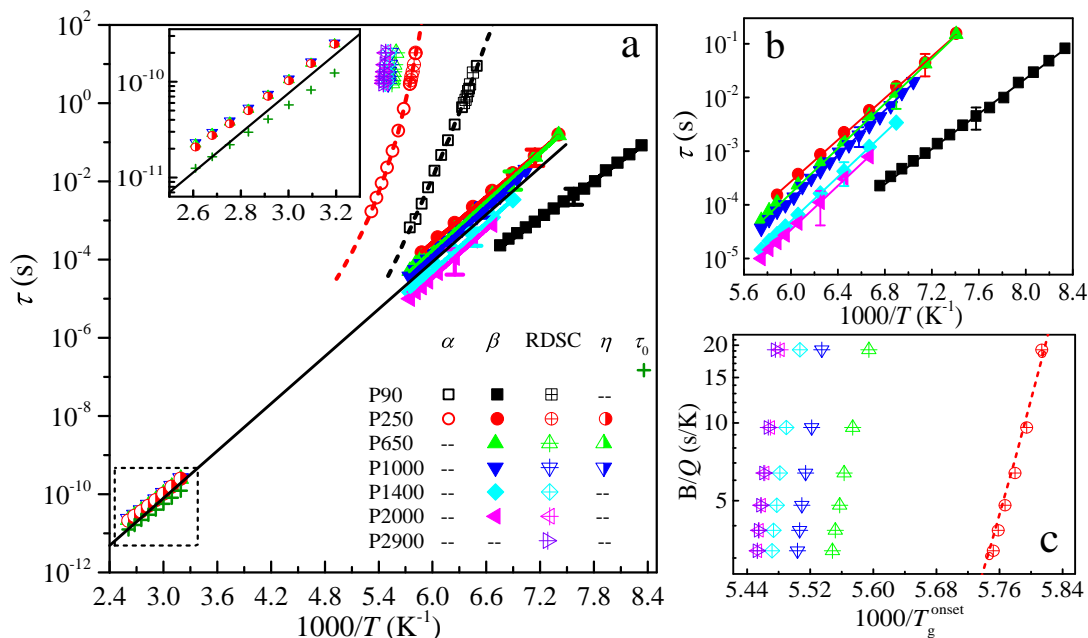 a
τ (s)
10^2
10^0
10^-2
10^-4
10^-6
10^-8
10^-10
10^-12
2.4 3.0 3.6 4.2 4.8 5.4 6.0 6.6 7.2 7.8 8.4
1000/T (K^-1)
10^-10
10^-11
2.6 2.8 3.0 3.2
α β RDSC η τ_0
P90 --
P250
P650 --
P1000 --
P1400 -- --
P2000 -- --
P2900 -- -- --
b
τ (s)
10^-1
10^-2
10^-3
10^-4
10^-5
5.6 6.0 6.4 6.8 7.2 7.6 8.0 8.4
1000/T (K^-1)
c
B/Q (s/K)
20
15
10
5
5.44 5.52 5.60 5.68 5.76 5.84
1000/T_g^onset